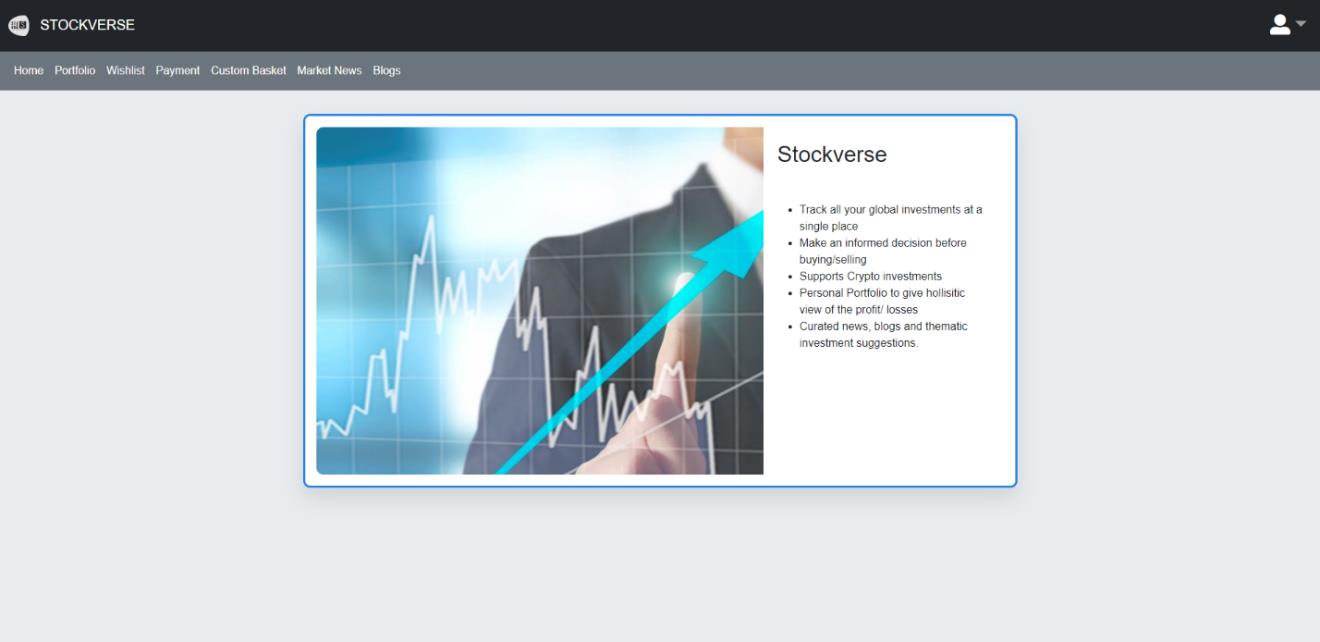 STOCKVERSE
Home Portfolio Wishlist Payment Custom Basket Market News Blogs
Stockverse
Track all your global investments at a
single place
Make an informed decision before
buying/selling
Supports Crypto investments
Personal Portfolio to give hollisitic
view of the profit/ losses
Curated news, blogs and thematic
investment suggestions.